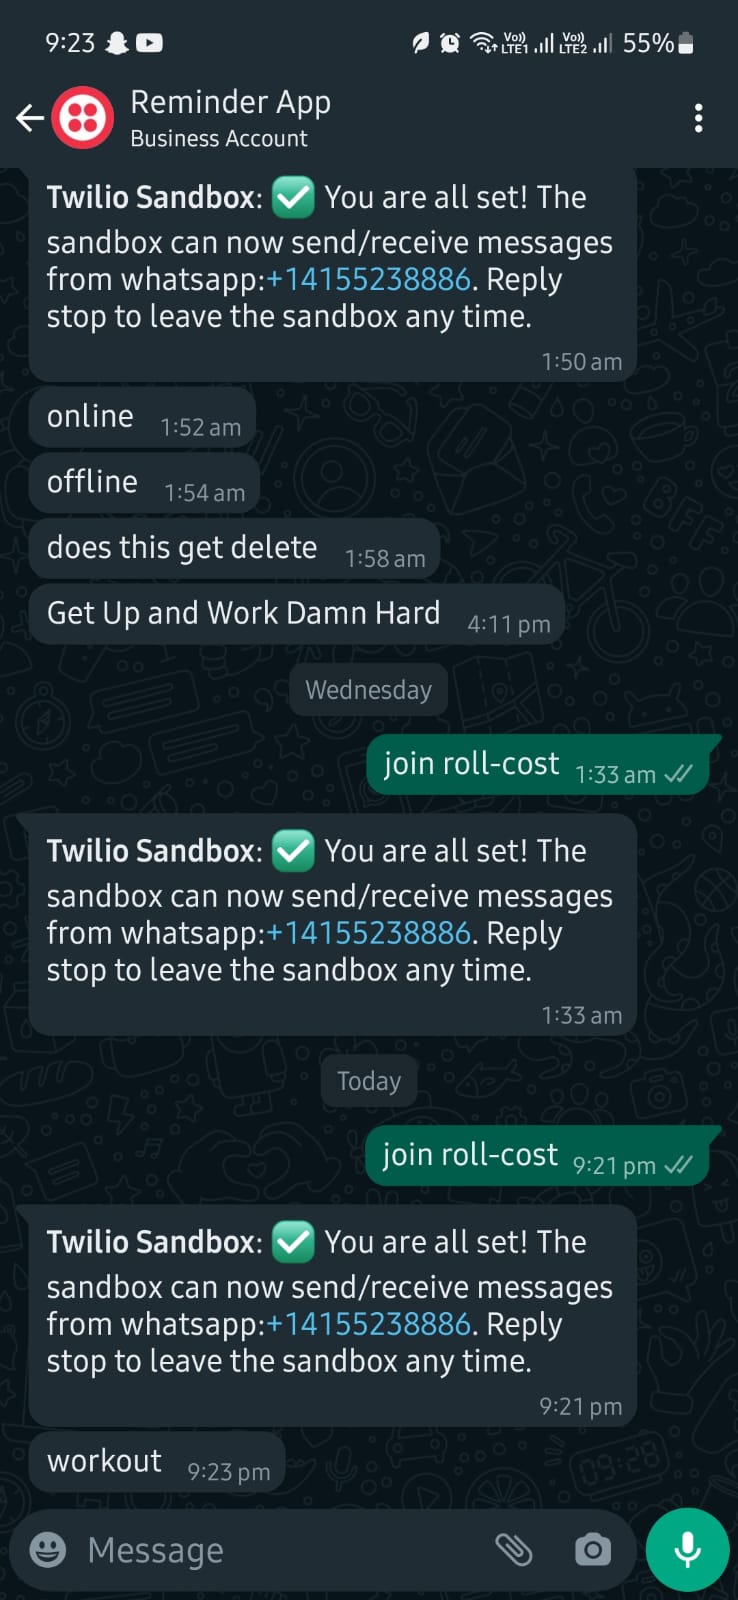 9:23 Vo)) LTE1 Vo)) LTE2 55%
Reminder App
Business Account
Twilio Sandbox: ✅ You are all set! The
sandbox can now send/receive messages
from whatsapp:+14155238886. Reply
stop to leave the sandbox any time.
1:50 am
online 1:52 am
offline 1:54 am
does this get delete 1:58 am
Get Up and Work Damn Hard 4:11 pm
Wednesday
join roll-cost 1:33 am
Twilio Sandbox: ✅ You are all set! The
sandbox can now send/receive messages
from whatsapp:+14155238886. Reply
stop to leave the sandbox any time.
1:33 am
Today
join roll-cost 9:21 pm
Twilio Sandbox: ✅ You are all set! The
sandbox can now send/receive messages
from whatsapp:+14155238886. Reply
stop to leave the sandbox any time.
9:21 pm
workout 9:23 pm
Message